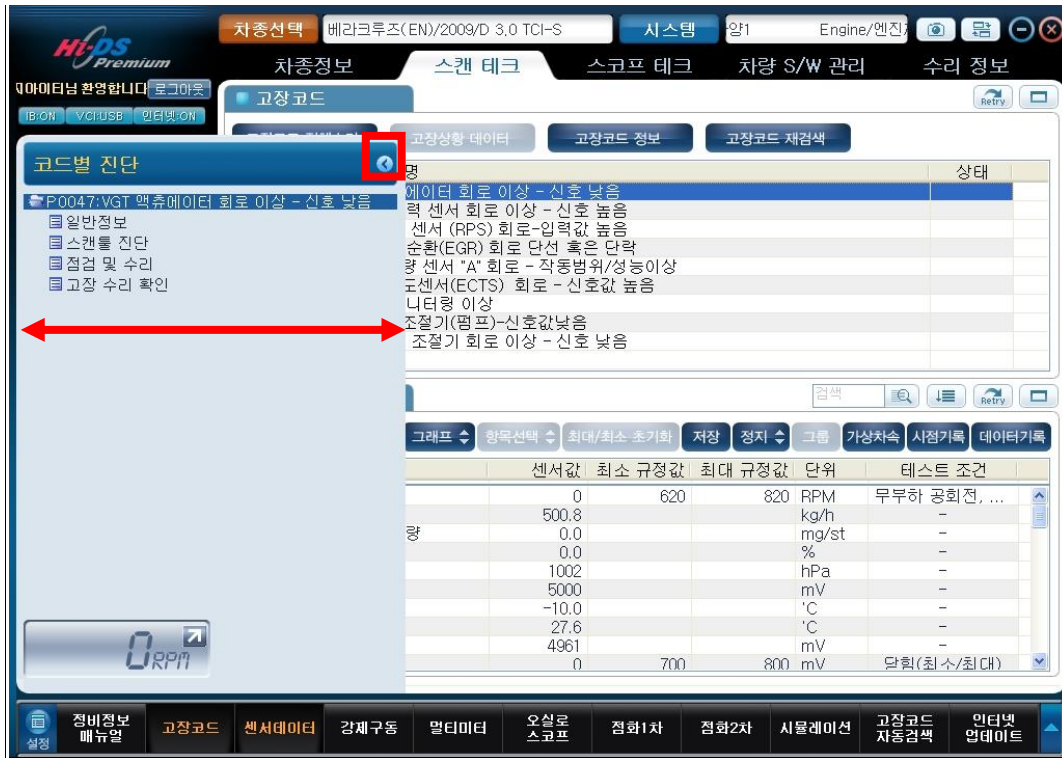 Hi-DS
Premium
차종선택 베라크루즈(EN)/2009/D 3.0 TCI-S 시스템 양1 Engine/엔진
차종정보 스캔 테크 스코프 테크 차량 S/W 관리 수리 정보
아이티님 환영합니다 로그아웃
IB:ON VCI:USB 인터넷:ON
고장코드 Retry
고장상황 데이터 고장코드 정보 고장코드 재검색
코드별 진단
명 상태
P0047:VGT 액츄에이터 회로 이상 - 신호 낮음
일반정보
스캔툴 진단
점검 및 수리
고장 수리 확인
에이터 회로 이상 - 신호 낮음
력 센서 회로 이상 - 신호 높음
센서 (RPS) 회로-입력값 높음
순환(EGR) 회로 단선 혹은 단락
량 센서 "A" 회로 - 작동범위/성능이상
도센서(ECTS) 회로 - 신호값 높음
니터링 이상
조절기(펌프)-신호값낮음
조절기 회로 이상 - 신호 낮음
검색 Retry
그래프 항목선택 최대/최소 초기화 저장 정지 그룹 가상차속 시점기록 데이터기록
센서값 최소 규정값 최대 규정값 단위 테스트 조건
0 620 820 RPM 무부하 공회전, ...
500.8 kg/h -
량 0.0 mg/st -
0.0 % -
1002 hPa -
5000 mV -
-10.0 'C -
27.6 'C -
4961 mV -
0 700 800 mV 닫힘(최소/최대)
0 RPM
설정
정비정보 매뉴얼
고장코드
센서데이터
강제구동
멀티미터
오실로 스코프
점화1차
점화2차
시뮬레이션
고장코드 자동검색
인터넷 업데이트